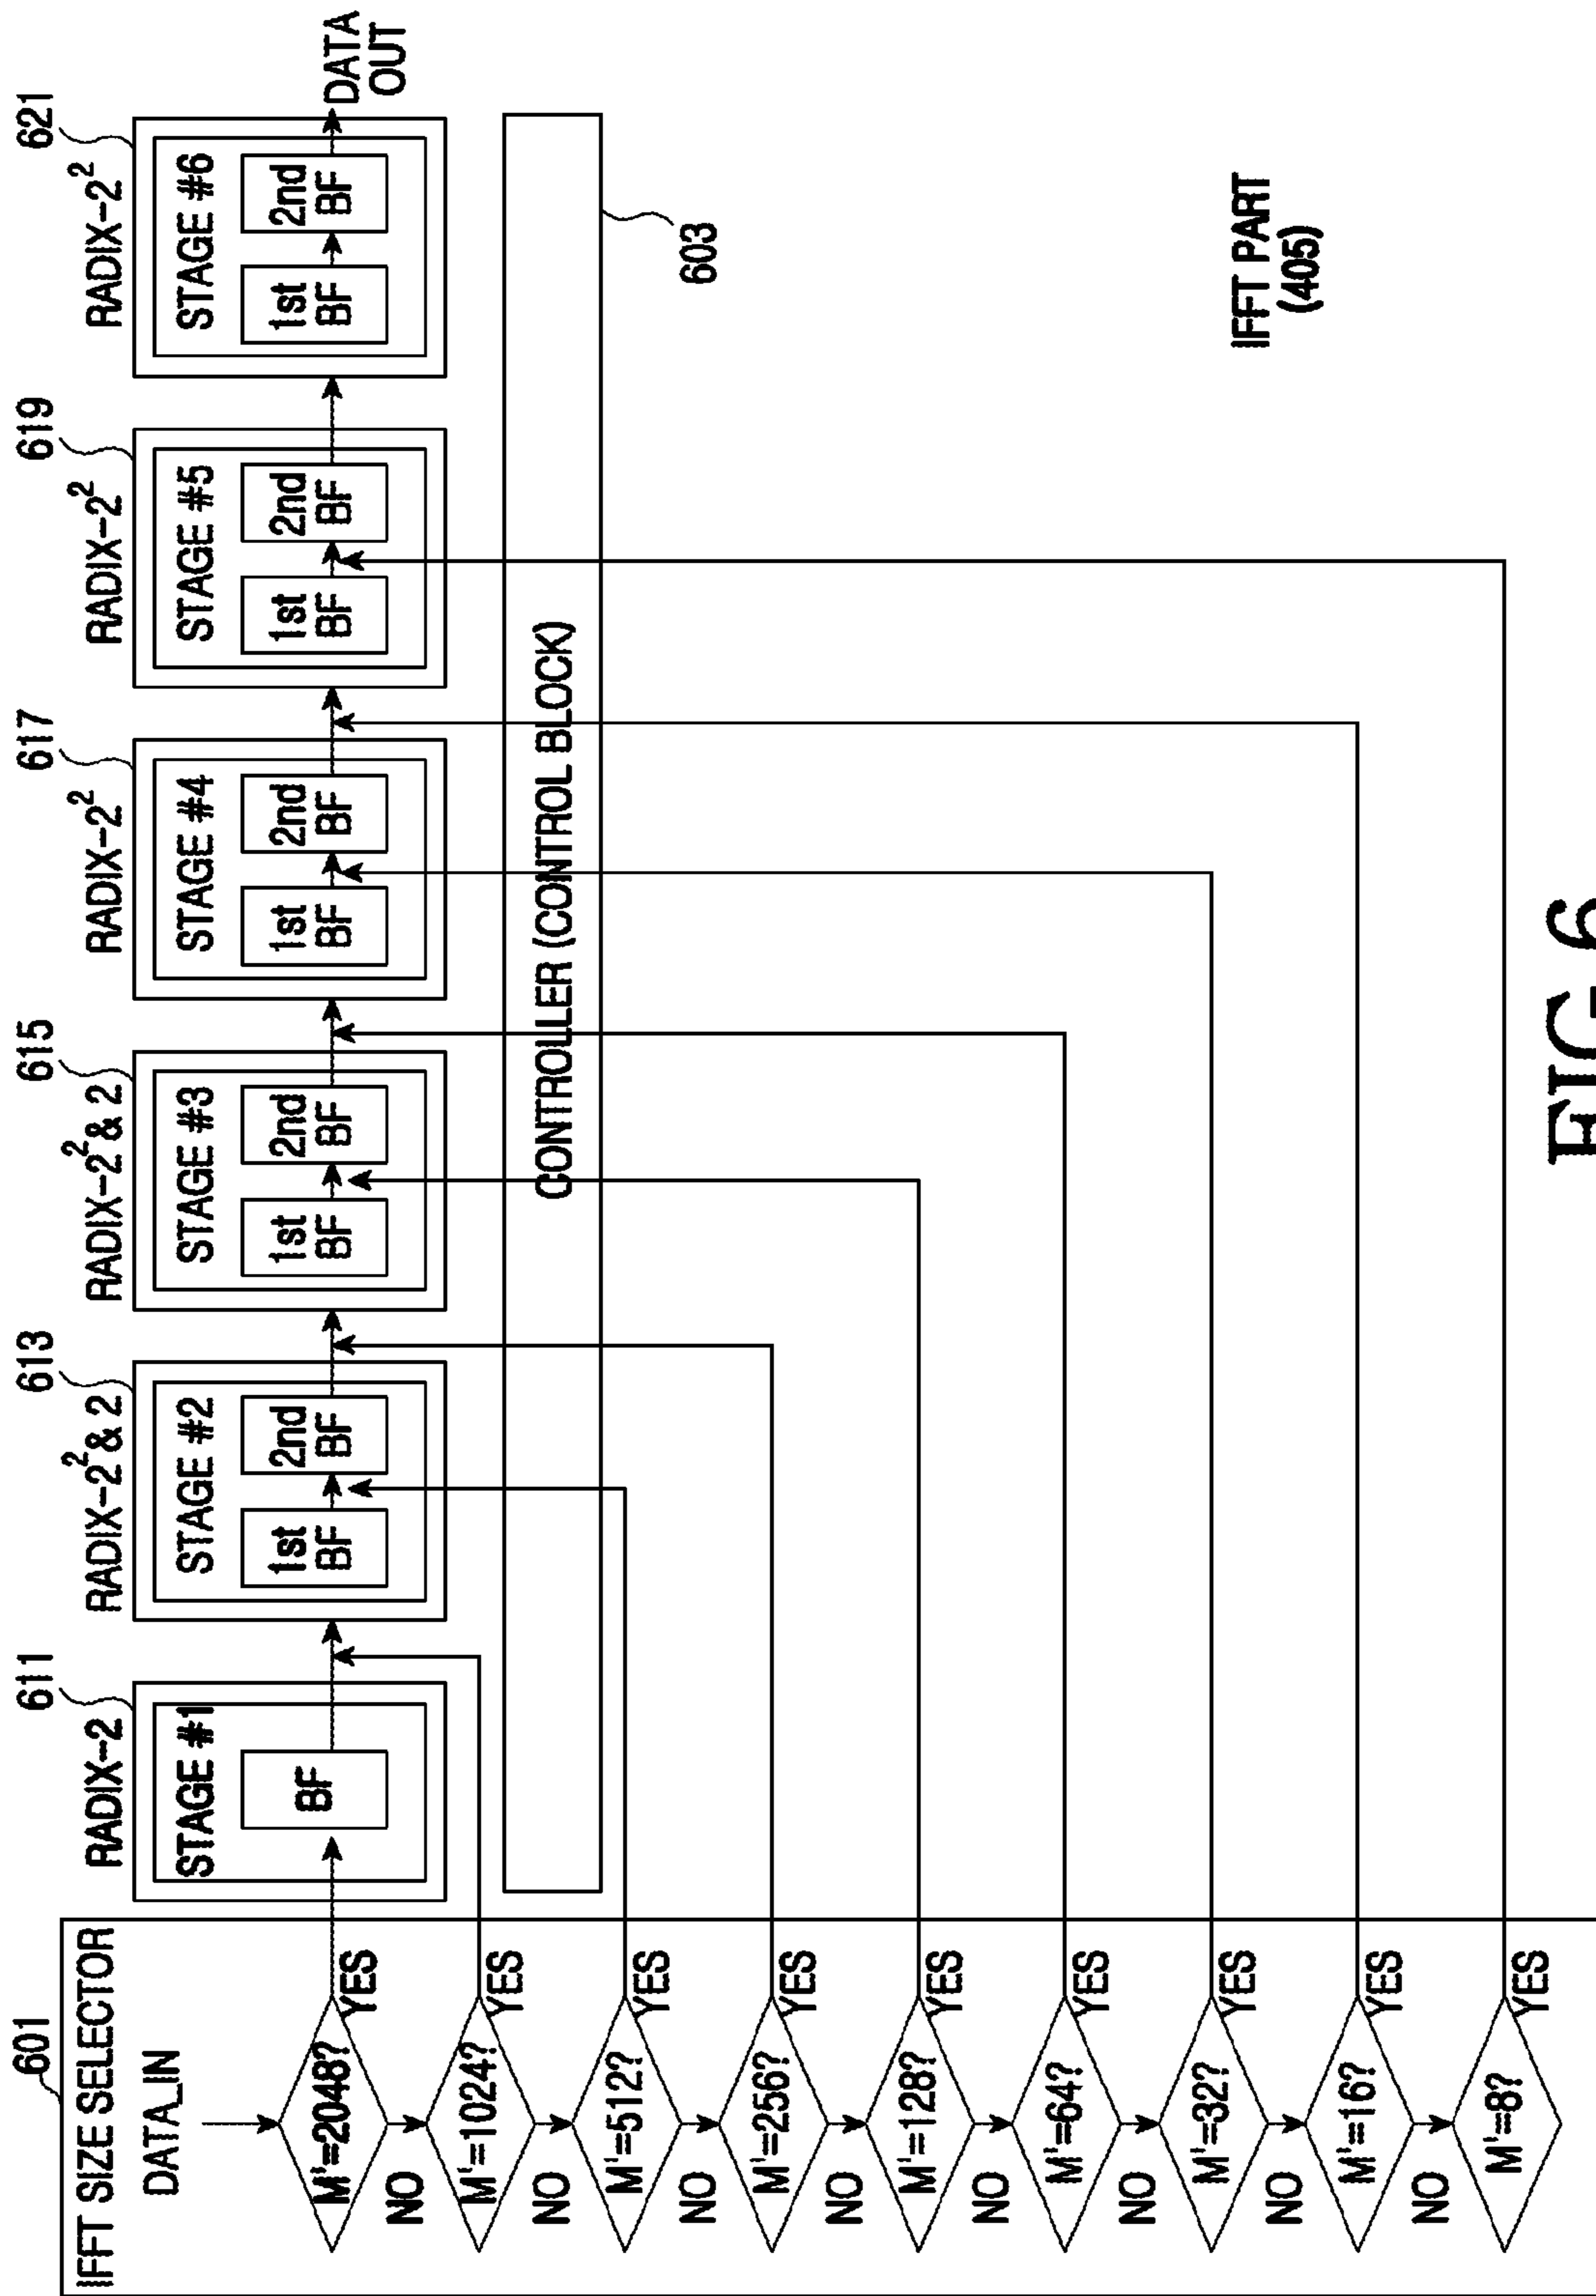 601
IFFT SIZE SELECTOR
DATA_IN
M'=2048?
YES
NO
M'=1024?
YES
NO
M'=512?
YES
NO
M'=256?
YES
NO
M'=128?
YES
NO
M'=64?
YES
NO
M'=32?
YES
NO
M'=16?
YES
NO
M'=8?
YES
611
RADIX-2
STAGE #1
BF
613
RADIX-2² & 2
STAGE #2
1st
BF
2nd
BF
615
RADIX-2² & 2
STAGE #3
1st
BF
2nd
BF
617
RADIX-2²
STAGE #4
1st
BF
2nd
BF
619
RADIX-2²
STAGE #5
1st
BF
2nd
BF
621
RADIX-2²
STAGE #6
1st
BF
2nd
BF
DATA
OUT
CONTROLLER (CONTROL BLOCK)
603
IFFT PART
(405)
FIG. 6